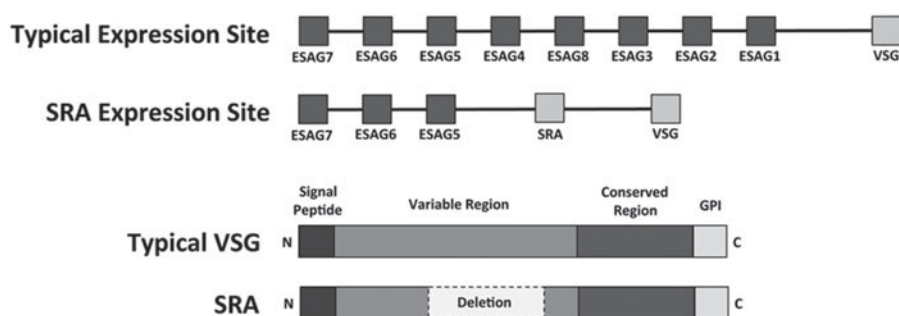 Typical Expression Site
ESAG7 ESAG6 ESAG5 ESAG4 ESAG8 ESAG3 ESAG2 ESAG1 VSG
SRA Expression Site
ESAG7 ESAG6 ESAG5 SRA VSG
Signal
Peptide
Variable Region
Conserved
Region
GPI
Typical VSG N C
SRA N Deletion C